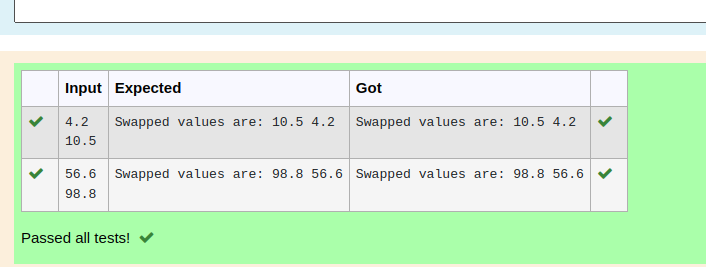 Input Expected Got
4.2 Swapped values are: 10.5 4.2 Swapped values are: 10.5 4.2
10.5
56.6 Swapped values are: 98.8 56.6 Swapped values are: 98.8 56.6
98.8
Passed all tests!